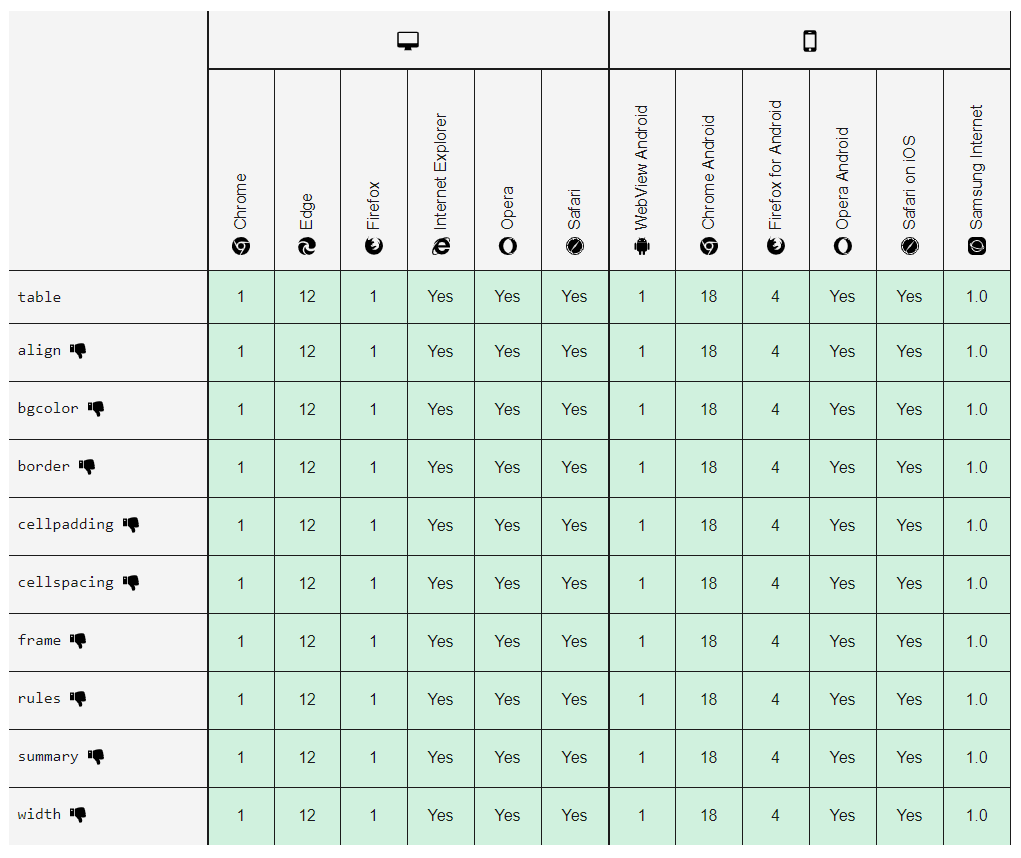 Chrome Edge Firefox Internet Explorer Opera Safari WebView Android Chrome Android Firefox for Android Opera Android Safari on iOS Samsung Internet
table 1 12 1 Yes Yes Yes 1 18 4 Yes Yes 1.0
align 1 12 1 Yes Yes Yes 1 18 4 Yes Yes 1.0
bgcolor 1 12 1 Yes Yes Yes 1 18 4 Yes Yes 1.0
border 1 12 1 Yes Yes Yes 1 18 4 Yes Yes 1.0
cellpadding 1 12 1 Yes Yes Yes 1 18 4 Yes Yes 1.0
cellspacing 1 12 1 Yes Yes Yes 1 18 4 Yes Yes 1.0
frame 1 12 1 Yes Yes Yes 1 18 4 Yes Yes 1.0
rules 1 12 1 Yes Yes Yes 1 18 4 Yes Yes 1.0
summary 1 12 1 Yes Yes Yes 1 18 4 Yes Yes 1.0
width 1 12 1 Yes Yes Yes 1 18 4 Yes Yes 1.0